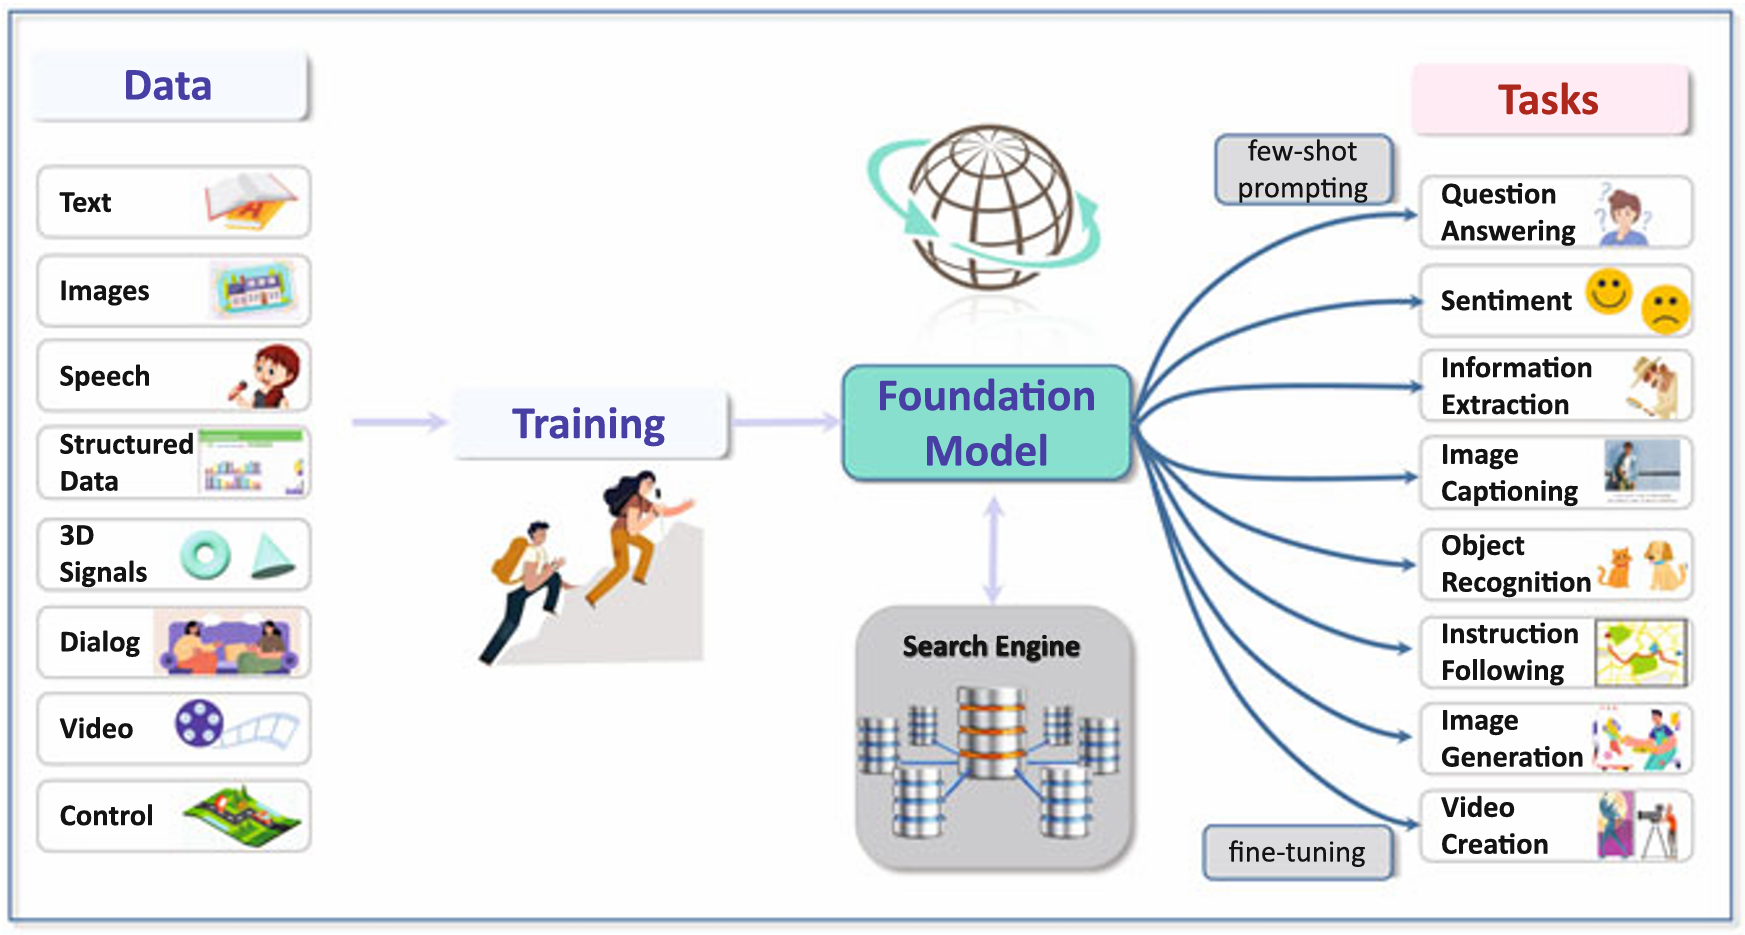 Data
Text
Images
Speech
Structured
Data
3D
Signals
Dialog
Video
Control
Training
Foundation
Model
Search Engine
few-shot
prompting
fine-tuning
Tasks
Question
Answering
Sentiment
Information
Extraction
Image
Captioning
Object
Recognition
Instruction
Following
Image
Generation
Video
Creation